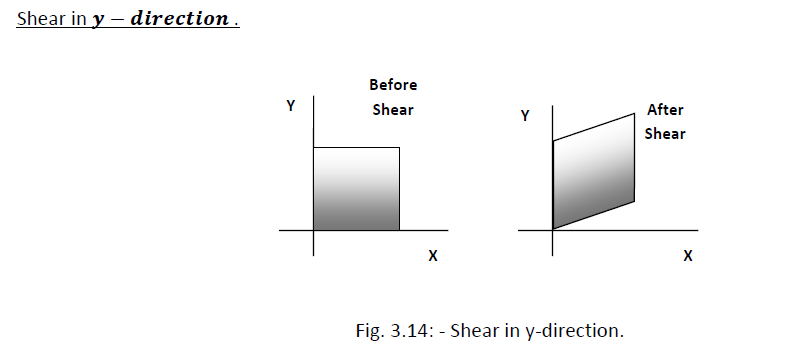 Shear in y – direction .
Before
Shear
Y
X
After
Shear
Y
X
Fig. 3.14: - Shear in y-direction.